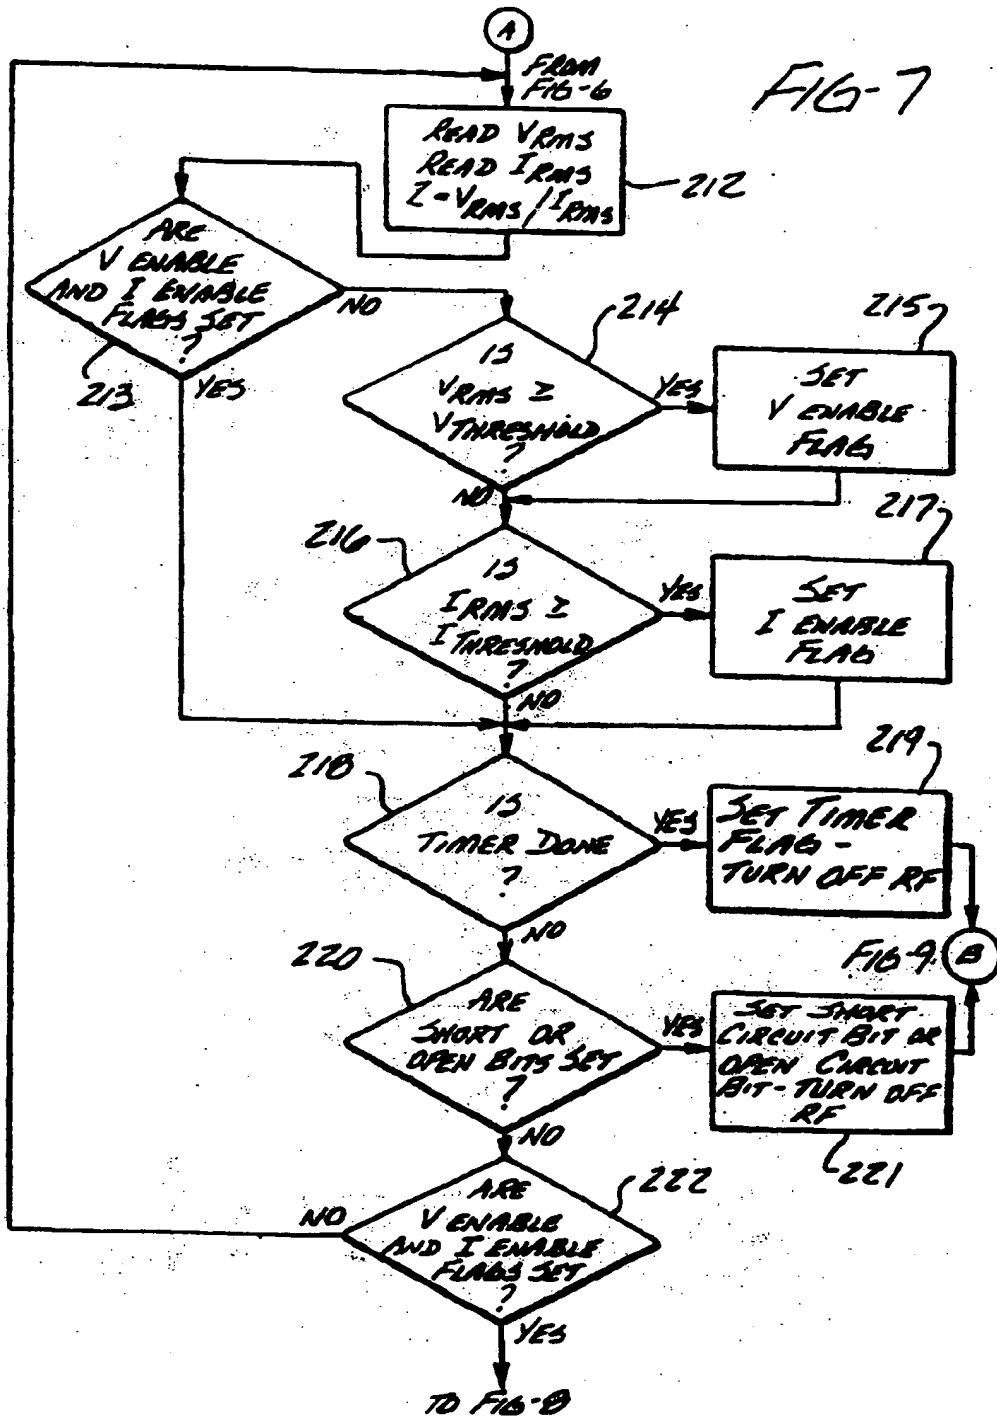 A
FROM
FIG-6
FIG-7
READ VRMS
READ IRMS
Z=VRMS/IRMS
212
ARE
V ENABLE
AND I ENABLE
FLAGS SET
?
213
NO
YES
214
IS
VRMS ≥
VTHRESHOLD
?
YES
NO
215
SET
V ENABLE
FLAG
216
IS
IRMS ≥
ITHRESHOLD
?
YES
NO
217
SET
I ENABLE
FLAG
218
IS
TIMER DONE
?
YES
NO
219
SET TIMER
FLAG -
TURN OFF RF
FIG-9
B
220
ARE
SHORT OR
OPEN BITS SET
?
YES
NO
SET SHORT
CIRCUIT BIT OR
OPEN CIRCUIT
BIT - TURN OFF
RF
221
222
ARE
V ENABLE
AND I ENABLE
FLAGS SET
?
NO
YES
TO FIG-8